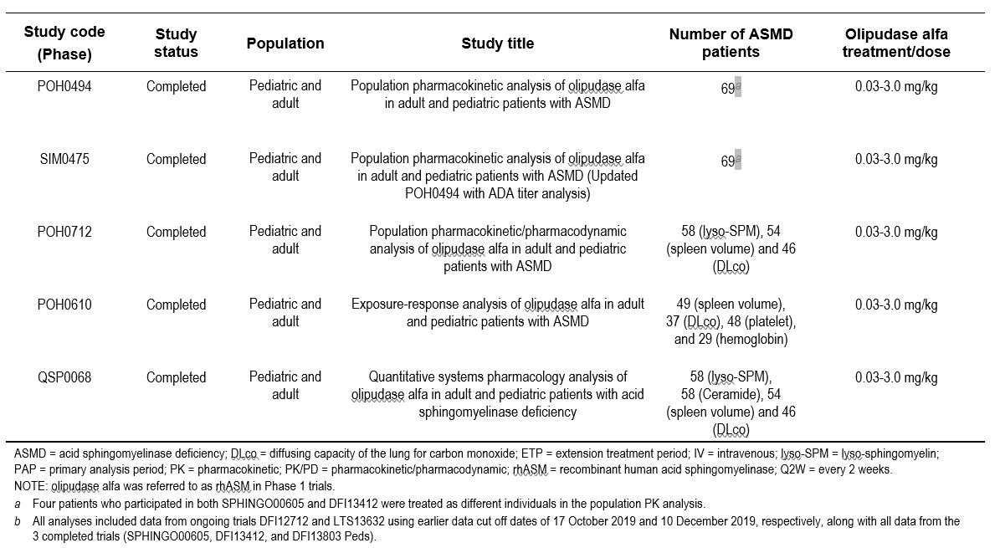 Study code (Phase) | Study status | Population | Study title | Number of ASMD patients | Olipudase alfa treatment/dose
POH0494 | Completed | Pediatric and adult | Population pharmacokinetic analysis of olipudase alfa in adult and pediatric patients with ASMD | 69a | 0.03-3.0 mg/kg
SIM0475 | Completed | Pediatric and adult | Population pharmacokinetic analysis of olipudase alfa in adult and pediatric patients with ASMD (Updated POH0494 with ADA titer analysis) | 69a | 0.03-3.0 mg/kg
POH0712 | Completed | Pediatric and adult | Population pharmacokinetic/pharmacodynamic analysis of olipudase alfa in adult and pediatric patients with ASMD | 58 (lyso-SPM), 54 (spleen volume) and 46 (DLco) | 0.03-3.0 mg/kg
POH0610 | Completed | Pediatric and adult | Exposure-response analysis of olipudase alfa in adult and pediatric patients with ASMD | 49 (spleen volume), 37 (DLco), 48 (platelet), and 29 (hemoglobin) | 0.03-3.0 mg/kg
QSP0068 | Completed | Pediatric and adult | Quantitative systems pharmacology analysis of olipudase alfa in adult and pediatric patients with acid sphingomyelinase deficiency | 58 (lyso-SPM), 58 (Ceramide), 54 (spleen volume) and 46 (DLco) | 0.03-3.0 mg/kg
ASMD = acid sphingomyelinase deficiency; DLco = diffusing capacity of the lung for carbon monoxide; ETP = extension treatment period; IV = intravenous; lyso-SPM = lyso-sphingomyelin;
PAP = primary analysis period; PK = pharmacokinetic; PK/PD = pharmacokinetic/pharmacodynamic; rhASM = recombinant human acid sphingomyelinase; Q2W = every 2 weeks.
NOTE: olipudase alfa was referred to as rhASM in Phase 1 trials.
a Four patients who participated in both SPHINGO00605 and DFI13412 were treated as different individuals in the population PK analysis.
b All analyses included data from ongoing trials DFI12712 and LTS13632 using earlier data cut off dates of 17 October 2019 and 10 December 2019, respectively, along with all data from the
3 completed trials (SPHINGO00605, DFI13412, and DFI13803 Peds).